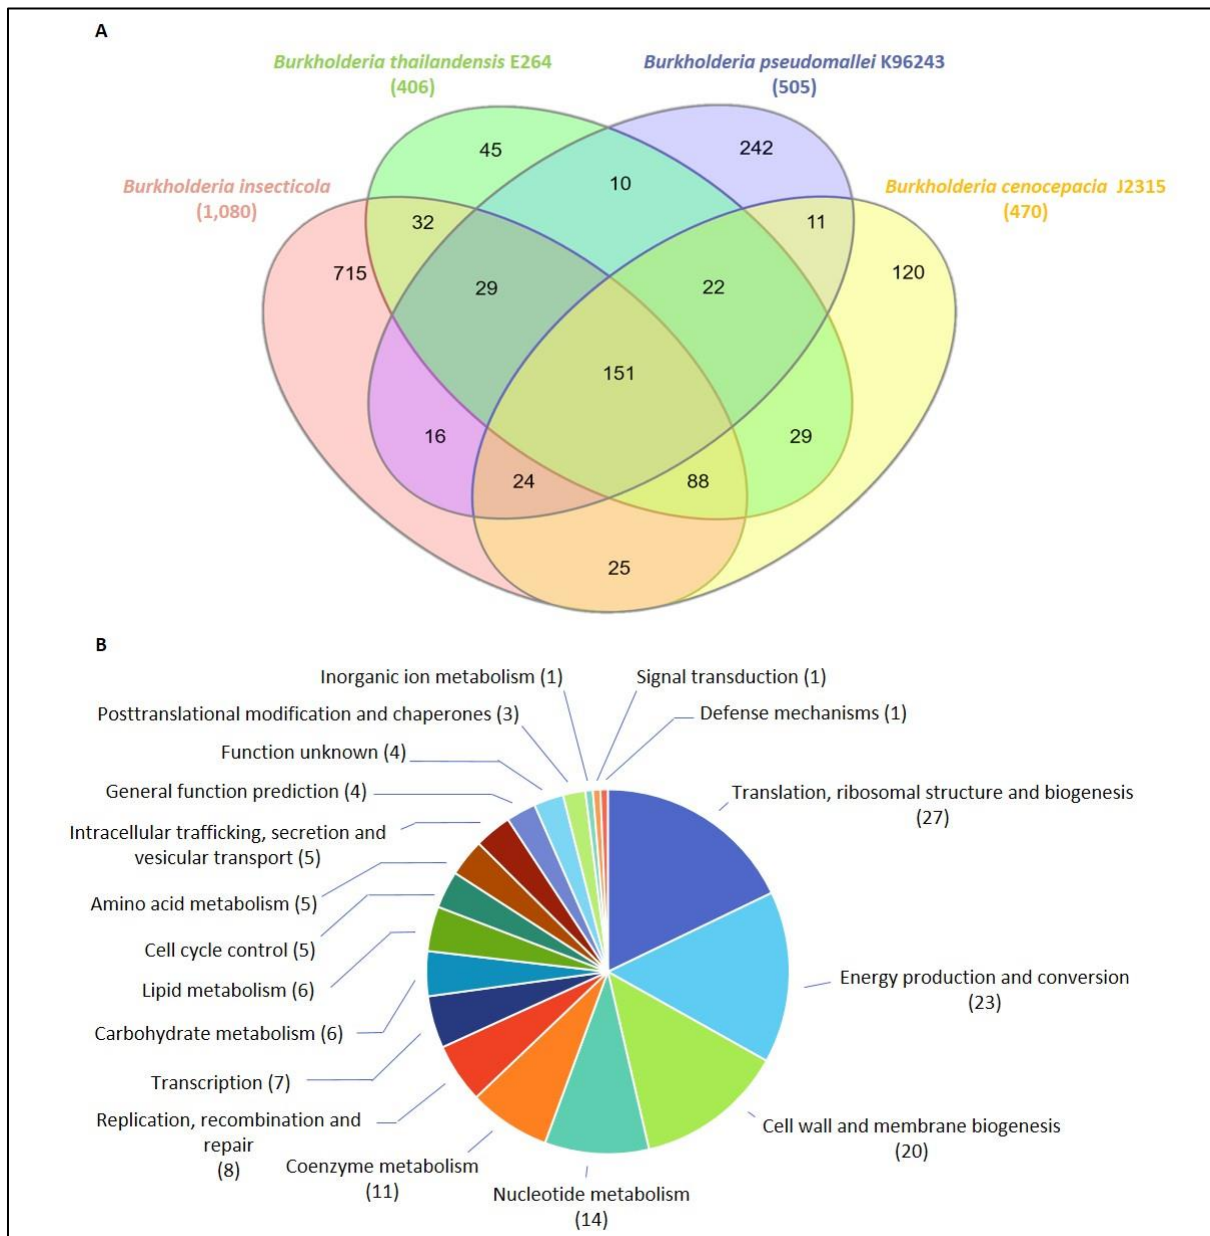 A
Burkholderia thailandensis E264
(406)
Burkholderia pseudomallei K96243
(505)
Burkholderia insecticola
(1,080)
Burkholderia cenocepacia J2315
(470)
45
10
242
32
11
715
29
22
120
151
16
29
24
88
25
B
Inorganic ion metabolism (1)
Signal transduction (1)
Posttranslational modification and chaperones (3)
Defense mechanisms (1)
Function unknown (4)
General function prediction (4)
Translation, ribosomal structure and biogenesis
(27)
Intracellular trafficking, secretion and
vesicular transport (5)
Amino acid metabolism (5)
Cell cycle control (5)
Energy production and conversion
(23)
Lipid metabolism (6)
Carbohydrate metabolism (6)
Transcription (7)
Replication, recombination and
repair
(8)
Cell wall and membrane biogenesis
(20)
Coenzyme metabolism
(11)
Nucleotide metabolism
(14)